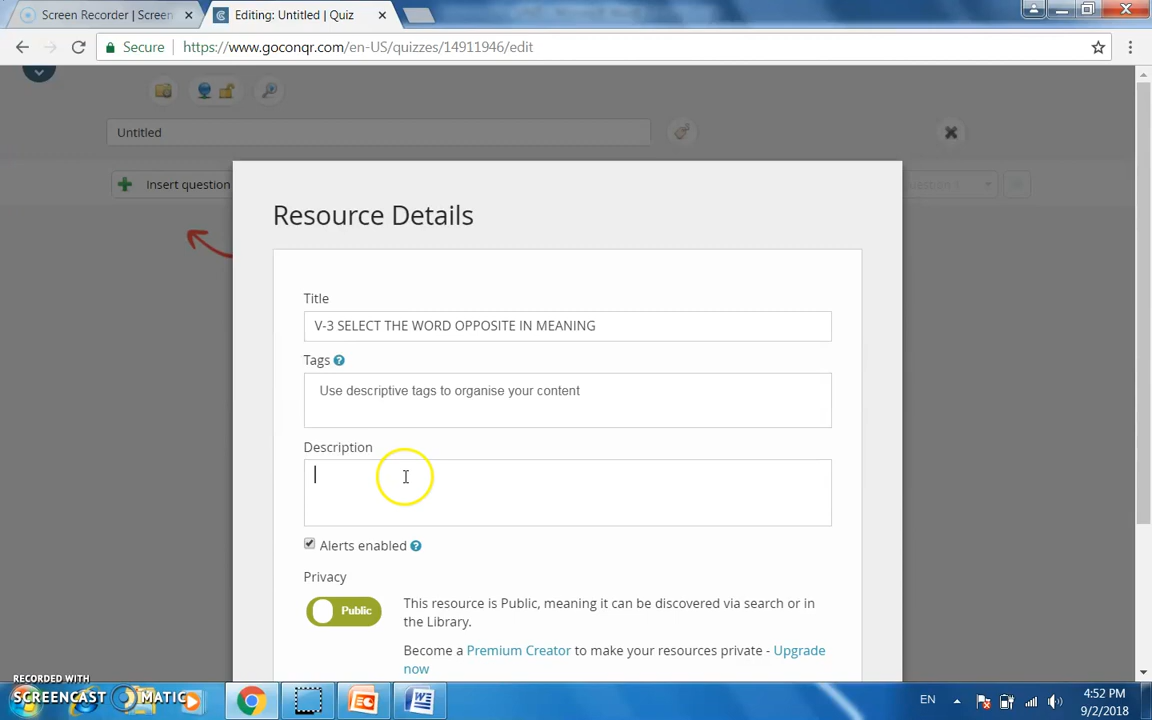 Screen Recorder | Screen
Editing: Untitled | Quiz
Secure
https://www.goconqr.com/en-US/quizzes/14911946/edit
Untitled
Insert question
Resource Details
Title
V-3 SELECT THE WORD OPPOSITE IN MEANING
Tags
Use descriptive tags to organise your content
Description
Alerts enabled
Privacy
Public
This resource is Public, meaning it can be discovered via search or in
the Library.
Become a Premium Creator to make your resources private - Upgrade
now
RECORDED WITH
SCREENCAST MATIC
EN
4:52 PM
9/2/2018